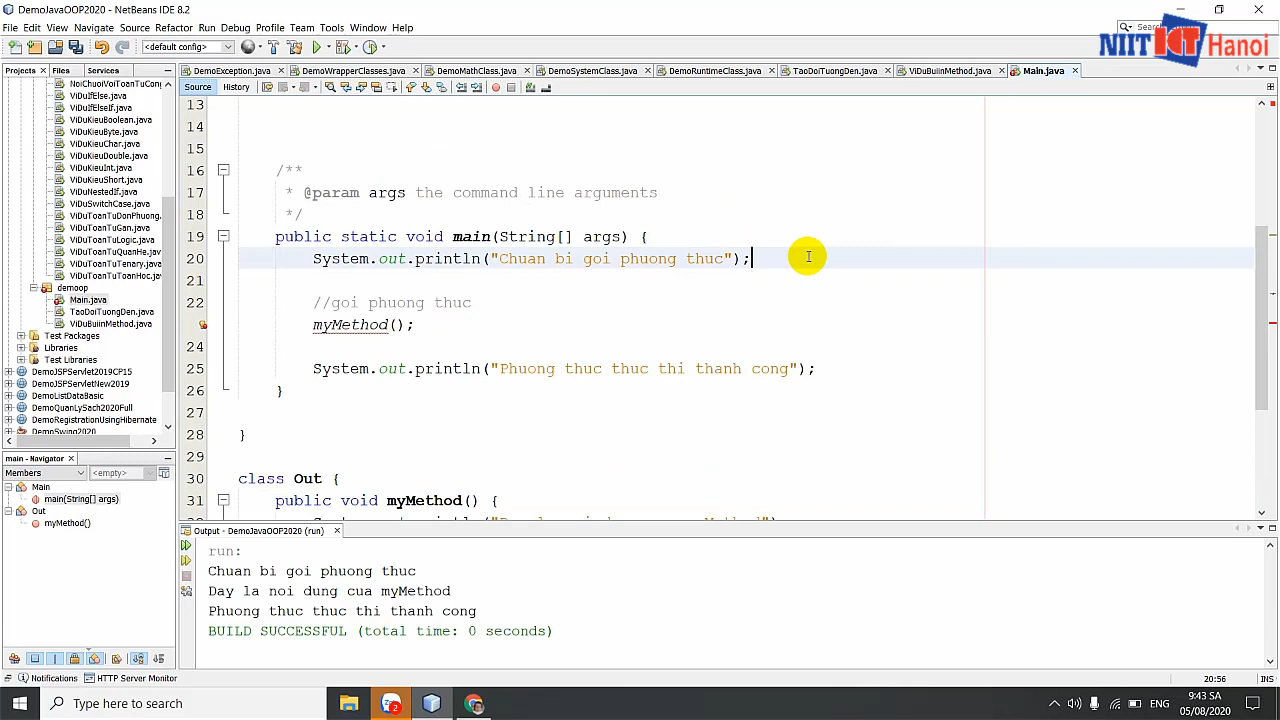 DemoJavaOOP2020 - NetBeans IDE 8.2
File Edit View Navigate Source Refactor Run Debug Profile Team Tools Window Help
<default config>
NIIT ICT Hanoi
Projects Files Services
DemoException.java DemoWrapperClasses.java DemoMathClass.java DemoSystemClass.java DemoRuntimeClass.java TaoDoiTuongDen.java ViDuBuiinMethod.java Main.java
Source History
NoiChuoiVoiToanTuCon
ViDuIfElse.java
ViDuIfElseIf.java
ViDuKieuBoolean.java
ViDuKieuByte.java
ViDuKieuChar.java
ViDuKieuDouble.java
ViDuKieuInt.java
ViDuKieuShort.java
ViDuNestedIf.java
ViDuSwitchCase.java
ViDuToanTuDonPhuong.
ViDuToanTuGan.java
ViDuToanTuLogic.java
ViDuToanTuQuanHe.java
ViDuToanTuTenary.java
ViDuToanTuToanHoc.java
demoop
Main.java
TaoDoiTuongDen.java
ViDuBuiinMethod.java
Test Packages
Libraries
Test Libraries
DemoJSPServlet2019CP15
DemoJSPServletNew2019
DemoListDataBasic
DemoQuanLySach2020Full
DemoRegistrationUsingHibernate
DemoSwing2020
13
14
15
16 /**
17 * @param args the command line arguments
18 */
19 public static void main(String[] args) {
20 System.out.println("Chuan bi goi phuong thuc");
21
22 //goi phuong thuc
myMethod();
24
25 System.out.println("Phuong thuc thuc thi thanh cong");
26 }
27
28 }
29
30 class Out {
31 public void myMethod() {
main - Navigator
Members <empty>
Main
main(String[] args)
Out
myMethod()
Output - DemoJavaOOP2020 (run)
run:
Chuan bi goi phuong thuc
Day la noi dung cua myMethod
Phuong thuc thuc thi thanh cong
BUILD SUCCESSFUL (total time: 0 seconds)
Notifications HTTP Server Monitor
20:56 INS
Type here to search
2
ENG
9:43 SA
05/08/2020